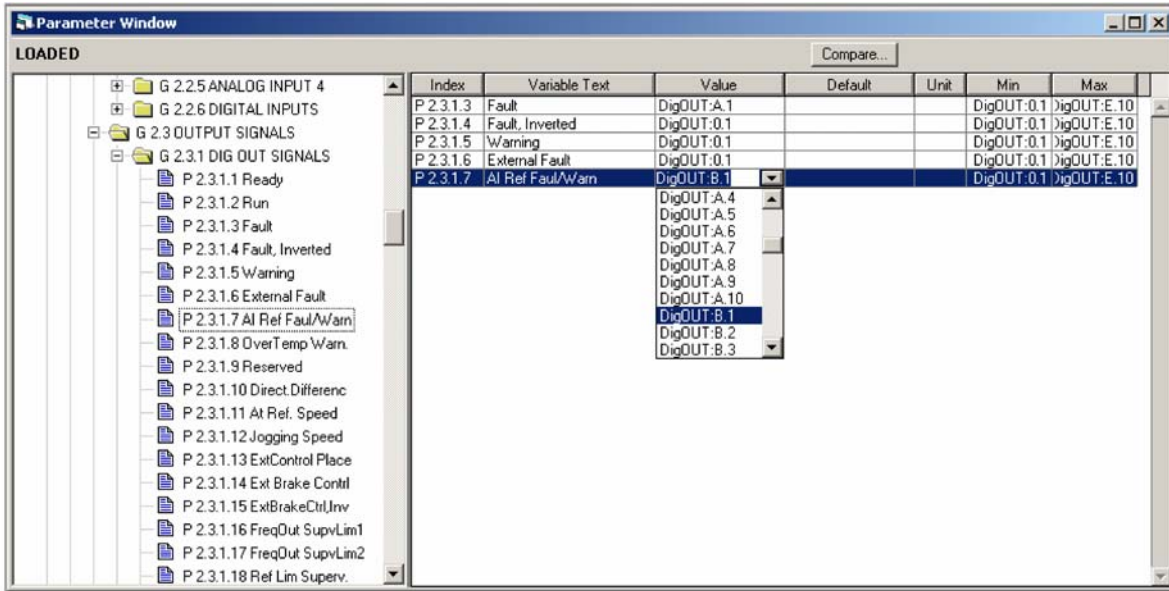 Parameter Window
LOADED
Compare...
G 2.2.5 ANALOG INPUT 4
G 2.2.6 DIGITAL INPUTS
G 2.3 OUTPUT SIGNALS
G 2.3.1 DIG OUT SIGNALS
P 2.3.1.1 Ready
P 2.3.1.2 Run
P 2.3.1.3 Fault
P 2.3.1.4 Fault, Inverted
P 2.3.1.5 Warning
P 2.3.1.6 External Fault
P 2.3.1.7 AI Ref Faul/Warn
P 2.3.1.8 OverTemp Warn.
P 2.3.1.9 Reserved
P 2.3.1.10 Direct.Differenc
P 2.3.1.11 At Ref. Speed
P 2.3.1.12 Jogging Speed
P 2.3.1.13 ExtControl Place
P 2.3.1.14 Ext Brake Contrl
P 2.3.1.15 ExtBrakeCtrl,Inv
P 2.3.1.16 FreqOut SupvLim1
P 2.3.1.17 FreqOut SupvLim2
P 2.3.1.18 Ref Lim Superv.
Index Variable Text Value Default Unit Min Max
P 2.3.1.3 Fault DigOUT:A.1 DigOUT:0.1 DigOUT:E.10
P 2.3.1.4 Fault, Inverted DigOUT:0.1 DigOUT:0.1 DigOUT:E.10
P 2.3.1.5 Warning DigOUT:0.1 DigOUT:0.1 DigOUT:E.10
P 2.3.1.6 External Fault DigOUT:0.1 DigOUT:0.1 DigOUT:E.10
P 2.3.1.7 AI Ref Faul/Warn DigOUT:B.1 DigOUT:0.1 DigOUT:E.10
DigOUT:A.4
DigOUT:A.5
DigOUT:A.6
DigOUT:A.7
DigOUT:A.8
DigOUT:A.9
DigOUT:A.10
DigOUT:B.1
DigOUT:B.2
DigOUT:B.3